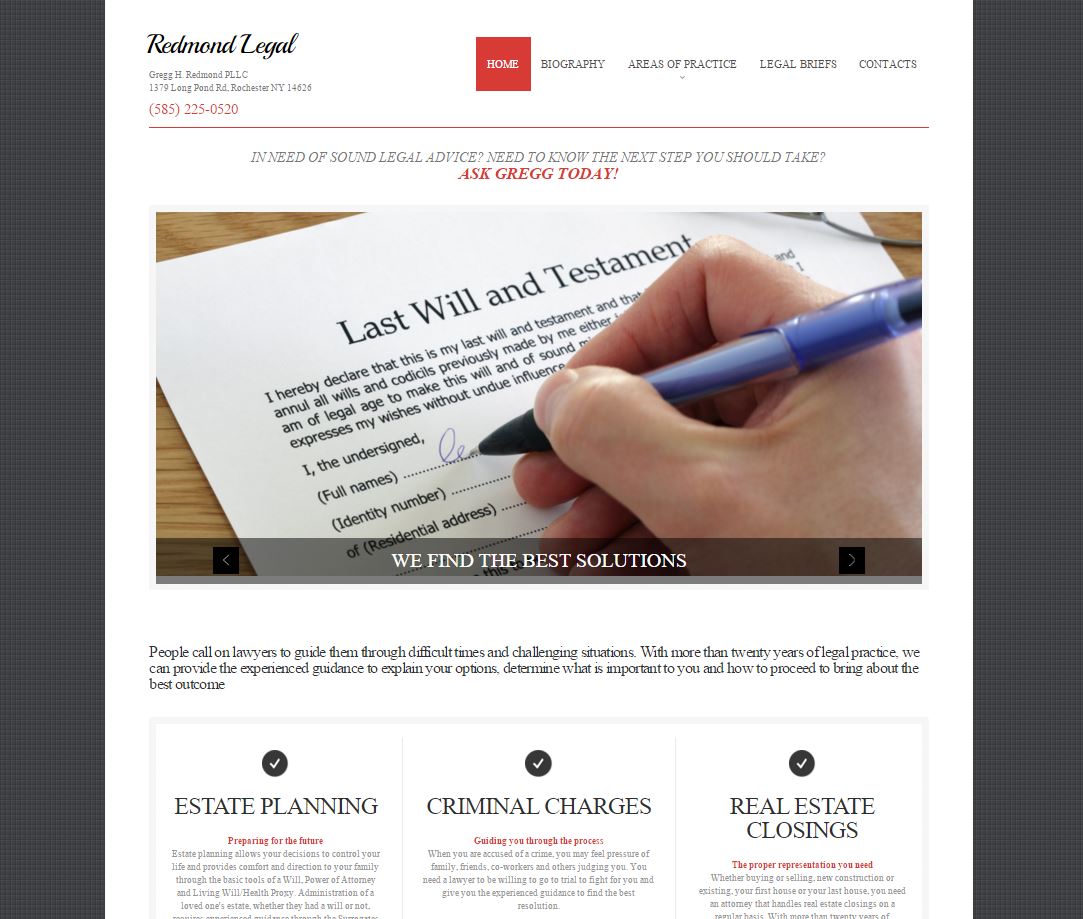 Redmond Legal
Gregg H. Redmond PLLC
1379 Long Pond Rd, Rochester NY 14626
(585) 225-0520
HOME
BIOGRAPHY
AREAS OF PRACTICE
LEGAL BRIEFS
CONTACTS
IN NEED OF SOUND LEGAL ADVICE? NEED TO KNOW THE NEXT STEP YOU SHOULD TAKE?
ASK GREGG TODAY!
Last Will and Testament
I hereby declare that this is my last will and testament and that I
annul all wills and codicils previously made by me either
am of legal age to make this will and of sound
expresses my wishes without undue influence
and
I
I, the undersigned,
(Full names)
(Identity number)
of (Residential address)
WE FIND THE BEST SOLUTIONS
People call on lawyers to guide them through difficult times and challenging situations. With more than twenty years of legal practice, we
can provide the experienced guidance to explain your options, determine what is important to you and how to proceed to bring about the
best outcome
ESTATE PLANNING
Preparing for the future
Estate planning allows your decisions to control your
life and provides comfort and direction to your family
through the basic tools of a Will, Power of Attorney
and Living Will/Health Proxy. Administration of a
loved one's estate, whether they had a will or not,
requires experienced guidance through the Surrogates
CRIMINAL CHARGES
Guiding you through the process
When you are accused of a crime, you may feel pressure of
family, friends, co-workers and others judging you. You
need a lawyer to be willing to go to trial to fight for you and
give you the experienced guidance to find the best
resolution.
REAL ESTATE
CLOSINGS
The proper representation you need
Whether buying or selling, new construction or
existing, your first house or your last house, you need
an attorney that handles real estate closings on a
regular basis. With more than twenty years of